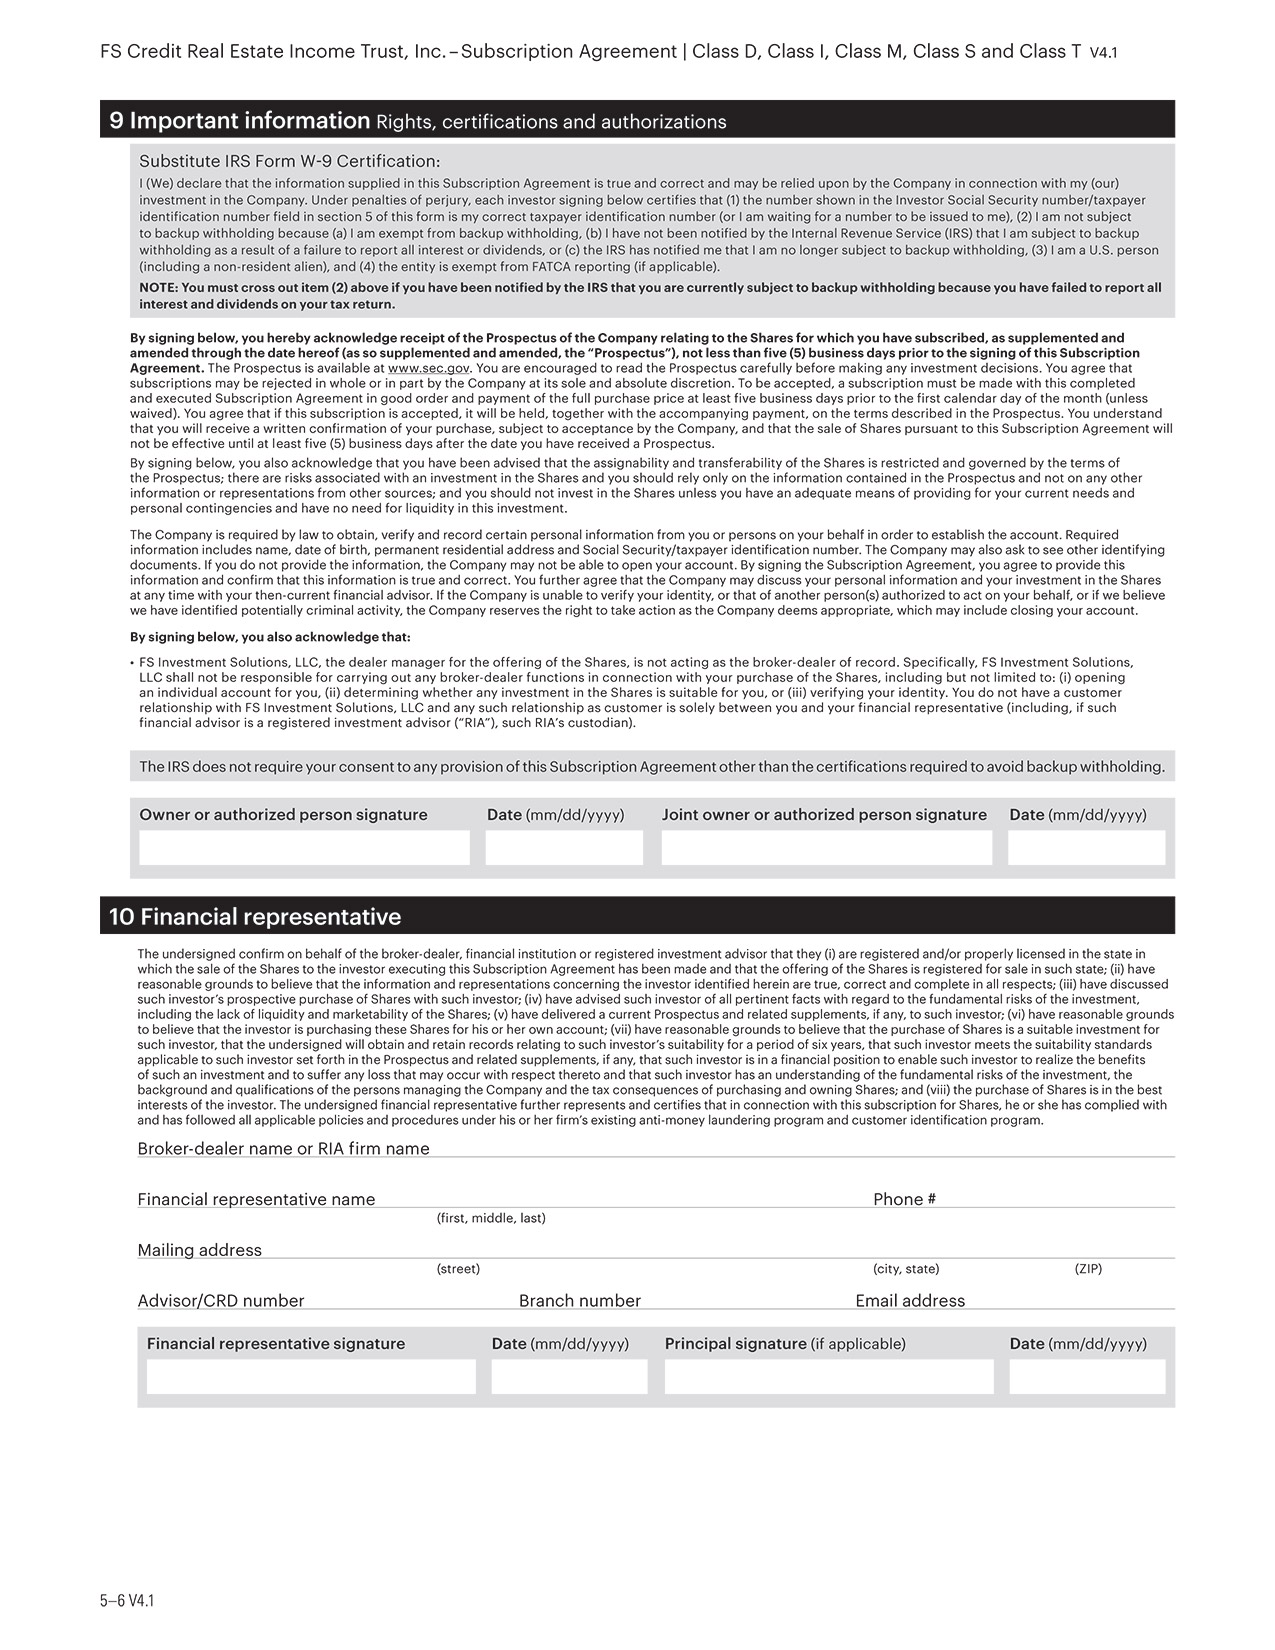 FS Credit Real Estate Income Trust, Inc. – Subscription Agreement | Class D, Class I, Class M, Class S and Class T V4.1
9 Important information Rights, certifications and authorizations
Substitute IRS Form W-9 Certification:
I (We) declare that the information supplied in this Subscription Agreement is true and correct and may be relied upon by the Company in connection with my (our)
investment in the Company. Under penalties of perjury, each investor signing below certifies that (1) the number shown in the Investor Social Security number/taxpayer
identification number field in section 5 of this form is my correct taxpayer identification number (or I am waiting for a number to be issued to me), (2) I am not subject
to backup withholding because (a) I am exempt from backup withholding, (b) I have not been notified by the Internal Revenue Service (IRS) that I am subject to backup
withholding as a result of a failure to report all interest or dividends, or (c) the IRS has notified me that I am no longer subject to backup withholding, (3) I am a U.S. person
(including a non-resident alien), and (4) the entity is exempt from FATCA reporting (if applicable).
NOTE: You must cross out item (2) above if you have been notified by the IRS that you are currently subject to backup withholding because you have failed to report all
interest and dividends on your tax return.
By signing below, you hereby acknowledge receipt of the Prospectus of the Company relating to the Shares for which you have subscribed, as supplemented and
amended through the date hereof (as so supplemented and amended, the “Prospectus”), not less than five (5) business days prior to the signing of this Subscription
Agreement. The Prospectus is available at www.sec.gov. You are encouraged to read the Prospectus carefully before making any investment decisions. You agree that
subscriptions may be rejected in whole or in part by the Company at its sole and absolute discretion. To be accepted, a subscription must be made with this completed
and executed Subscription Agreement in good order and payment of the full purchase price at least five business days prior to the first calendar day of the month (unless
waived). You agree that if this subscription is accepted, it will be held, together with the accompanying payment, on the terms described in the Prospectus. You understand
that you will receive a written confirmation of your purchase, subject to acceptance by the Company, and that the sale of Shares pursuant to this Subscription Agreement will
not be effective until at least five (5) business days after the date you have received a Prospectus.
By signing below, you also acknowledge that you have been advised that the assignability and transferability of the Shares is restricted and governed by the terms of
the Prospectus; there are risks associated with an investment in the Shares and you should rely only on the information contained in the Prospectus and not on any other
information or representations from other sources; and you should not invest in the Shares unless you have an adequate means of providing for your current needs and
personal contingencies and have no need for liquidity in this investment.
The Company is required by law to obtain, verify and record certain personal information from you or persons on your behalf in order to establish the account. Required
information includes name, date of birth, permanent residential address and Social Security/taxpayer identification number. The Company may also ask to see other identifying
documents. If you do not provide the information, the Company may not be able to open your account. By signing the Subscription Agreement, you agree to provide this
information and confirm that this information is true and correct. You further agree that the Company may discuss your personal information and your investment in the Shares
at any time with your then-current financial advisor. If the Company is unable to verify your identity, or that of another person(s) authorized to act on your behalf, or if we believe
we have identified potentially criminal activity, the Company reserves the right to take action as the Company deems appropriate, which may include closing your account.
By signing below, you also acknowledge that:
• FS Investment Solutions, LLC, the dealer manager for the offering of the Shares, is not acting as the broker-dealer of record. Specifically, FS Investment Solutions,
LLC shall not be responsible for carrying out any broker-dealer functions in connection with your purchase of the Shares, including but not limited to: (i) opening
an individual account for you, (ii) determining whether any investment in the Shares is suitable for you, or (iii) verifying your identity. You do not have a customer
relationship with FS Investment Solutions, LLC and any such relationship as customer is solely between you and your financial representative (including, if such
financial advisor is a registered investment advisor (“RIA”), such RIA’s custodian).
The IRS does not require your consent to any provision of this Subscription Agreement other than the certifications required to avoid backup withholding.
Owner or authorized person signature Date (mm/dd/yyyy) Joint owner or authorized person signature Date (mm/dd/yyyy)
10 Financial representative
The undersigned confirm on behalf of the broker-dealer, financial institution or registered investment advisor that they (i) are registered and/or properly licensed in the state in
which the sale of the Shares to the investor executing this Subscription Agreement has been made and that the offering of the Shares is registered for sale in such state; (ii) have
reasonable grounds to believe that the information and representations concerning the investor identified herein are true, correct and complete in all respects; (iii) have discussed
such investor’s prospective purchase of Shares with such investor; (iv) have advised such investor of all pertinent facts with regard to the fundamental risks of the investment,
including the lack of liquidity and marketability of the Shares; (v) have delivered a current Prospectus and related supplements, if any, to such investor; (vi) have reasonable grounds
to believe that the investor is purchasing these Shares for his or her own account; (vii) have reasonable grounds to believe that the purchase of Shares is a suitable investment for
such investor, that the undersigned will obtain and retain records relating to such investor’s suitability for a period of six years, that such investor meets the suitability standards
applicable to such investor set forth in the Prospectus and related supplements, if any, that such investor is in a financial position to enable such investor to realize the benefits
of such an investment and to suffer any loss that may occur with respect thereto and that such investor has an understanding of the fundamental risks of the investment, the
background and qualifications of the persons managing the Company and the tax consequences of purchasing and owning Shares; and (viii) the purchase of Shares is in the best
interests of the investor. The undersigned financial representative further represents and certifies that in connection with this subscription for Shares, he or she has complied with
and has followed all applicable policies and procedures under his or her firm’s existing anti-money laundering program and customer identification program.
Broker-dealer name or RIA firm name
Financial representative name Phone #
(first, middle, last)
Mailing address
(street) (city, state) (ZIP)
Advisor/CRD number Branch number Email address
Financial representative signature Date (mm/dd/yyyy) Principal signature (if applicable) Date (mm/dd/yyyy)
5–6 V4.1